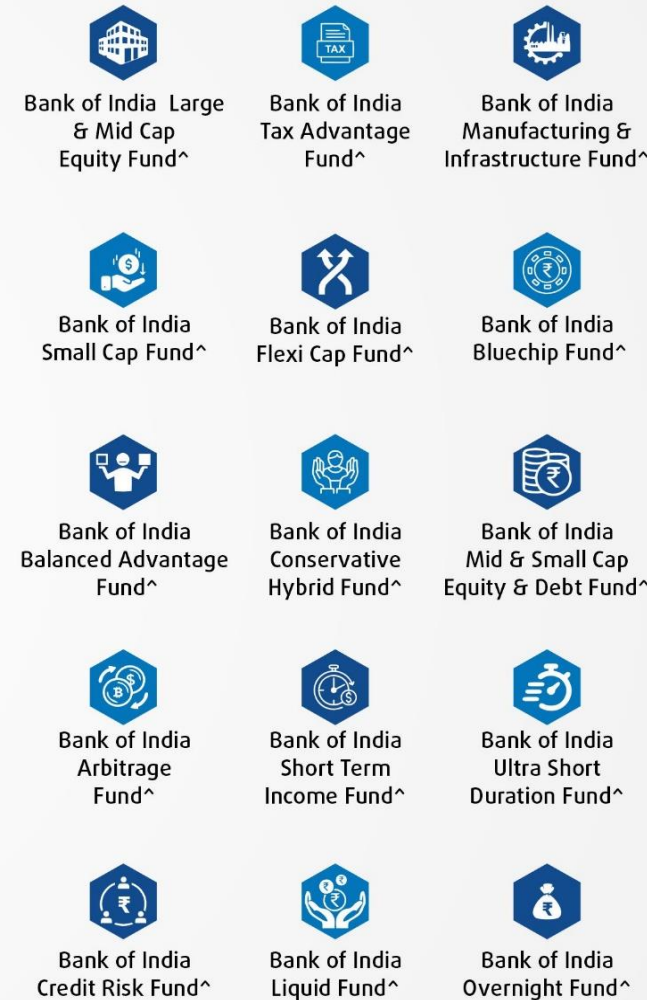 TAX
Bank of India Large
& Mid Cap
Equity Fund^
Bank of India
Tax Advantage
Fund^
Bank of India
Manufacturing &
Infrastructure Fund^
$
₹
Bank of India
Small Cap Fund^
Bank of India
Flexi Cap Fund^
Bank of India
Bluechip Fund^
₹
Bank of India
Balanced Advantage
Fund^
Bank of India
Conservative
Hybrid Fund^
Bank of India
Mid & Small Cap
Equity & Debt Fund^
B $
$
Bank of India
Arbitrage
Fund^
Bank of India
Short Term
Income Fund^
Bank of India
Ultra Short
Duration Fund^
₹
₹ ₹ ₹
₹
Bank of India
Credit Risk Fund^
Bank of India
Liquid Fund^
Bank of India
Overnight Fund^